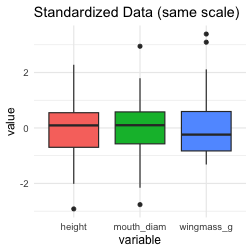 Standardized Data (same scale)
value
2
0
-2
height mouth_diam wingmass_g
variable